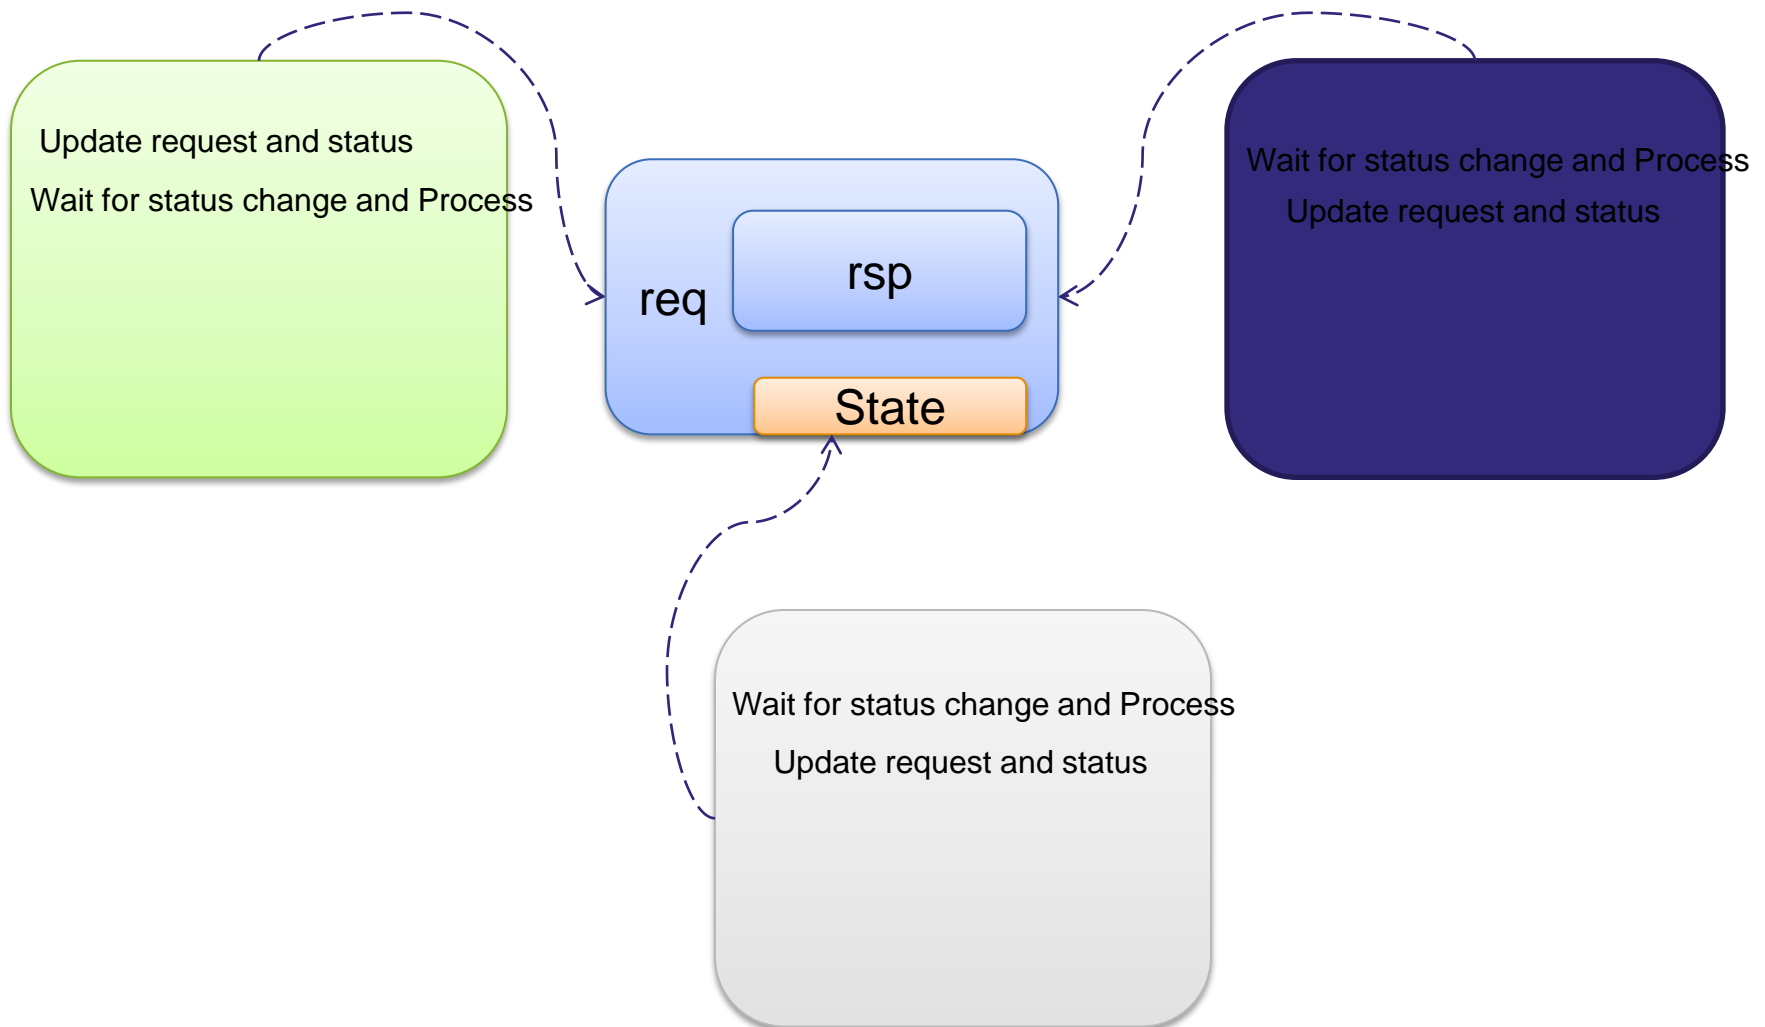 Update request and status
Wait for status change and Process
req
rsp
State
Wait for status change and Process
Update request and status
Wait for status change and Process
Update request and status